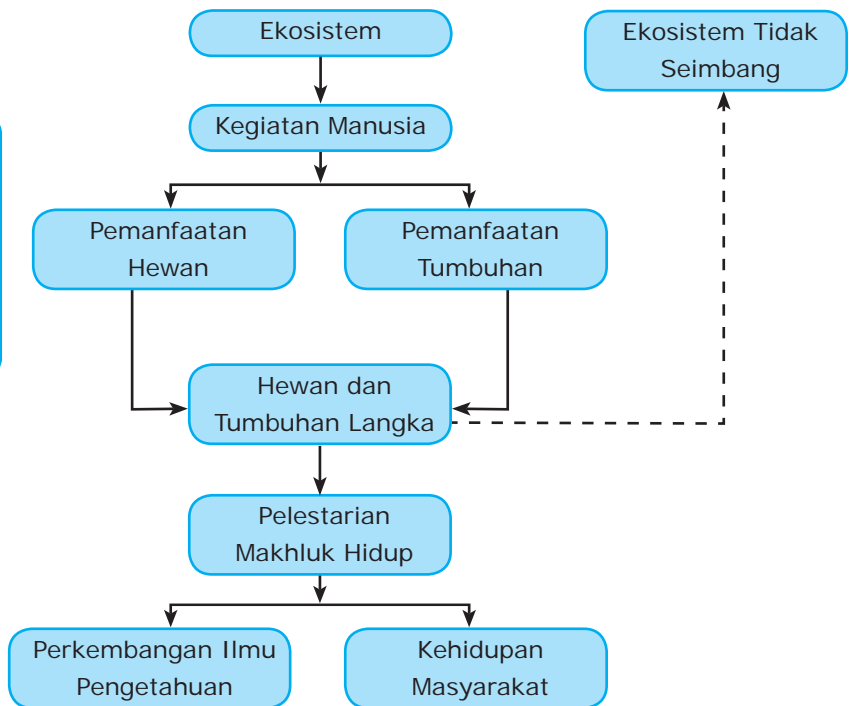 Ekosistem
Ekosistem Tidak
Seimbang
Kegiatan Manusia
Pemanfaatan
Hewan
Pemanfaatan
Tumbuhan
Hewan dan
Tumbuhan Langka
Pelestarian
Makhluk Hidup
Perkembangan Ilmu
Pengetahuan
Kehidupan
Masyarakat